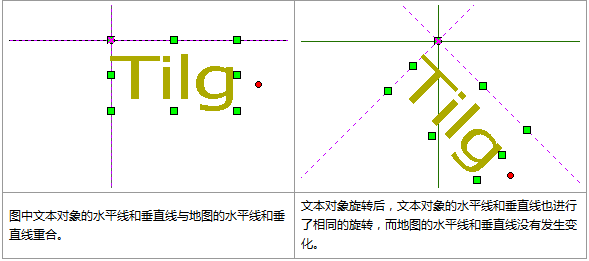 Tilg
Tilg
图中文本对象的水平线和垂直线与地图的水平线和垂
直线重合。
文本对象旋转后，文本对象的水平线和垂直线也进行
了相同的旋转，而地图的水平线和垂直线没有发生变
化。